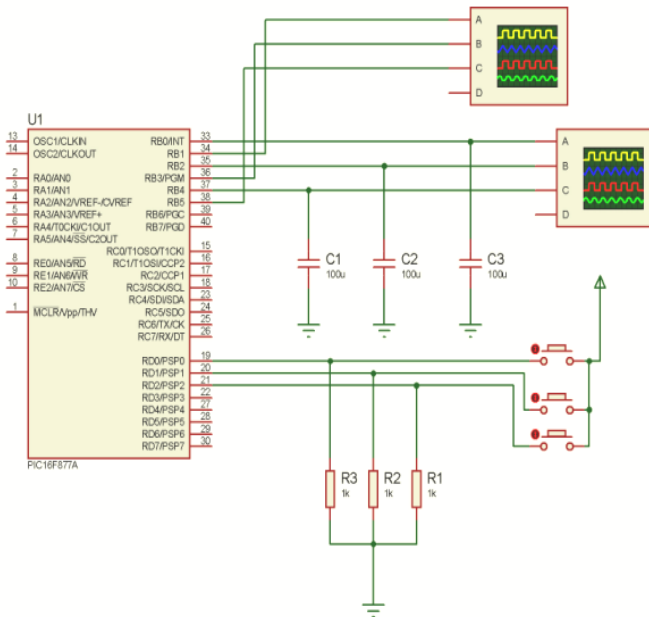 A
B
C
D
U1
13 OSC1/CLKIN
14 OSC2/CLKOUT
2 RA0/AN0
3 RA1/AN1
4 RA2/AN2/VREF-/CVREF
5 RA3/AN3/VREF+
6 RA4/T0CKI/C1OUT
7 RA5/AN4/SS/C2OUT
8 RE0/AN5/RD
9 RE1/AN6/WR
10 RE2/AN7/CS
1 MCLR/Vpp/THV
RB0/INT 33
RB1 34
RB2 35
RB3/PGM 36
RB4 37
RB5 38
RB6/PGC 39
RB7/PGD 40
RC0/T1OSO/T1CKI 15
RC1/T1OSI/CCP2 16
RC2/CCP1 17
RC3/SCK/SCL 18
RC4/SDI/SDA 23
RC5/SDO 24
RC6/TX/CK 25
RC7/RX/DT 26
RD0/PSP0 19
RD1/PSP1 20
RD2/PSP2 21
RD3/PSP3 22
RD4/PSP4 27
RD5/PSP5 28
RD6/PSP6 29
RD7/PSP7 30
PIC16F877A
A
B
C
D
C1
100u
C2
100u
C3
100u
R3
1k
R2
1k
R1
1k